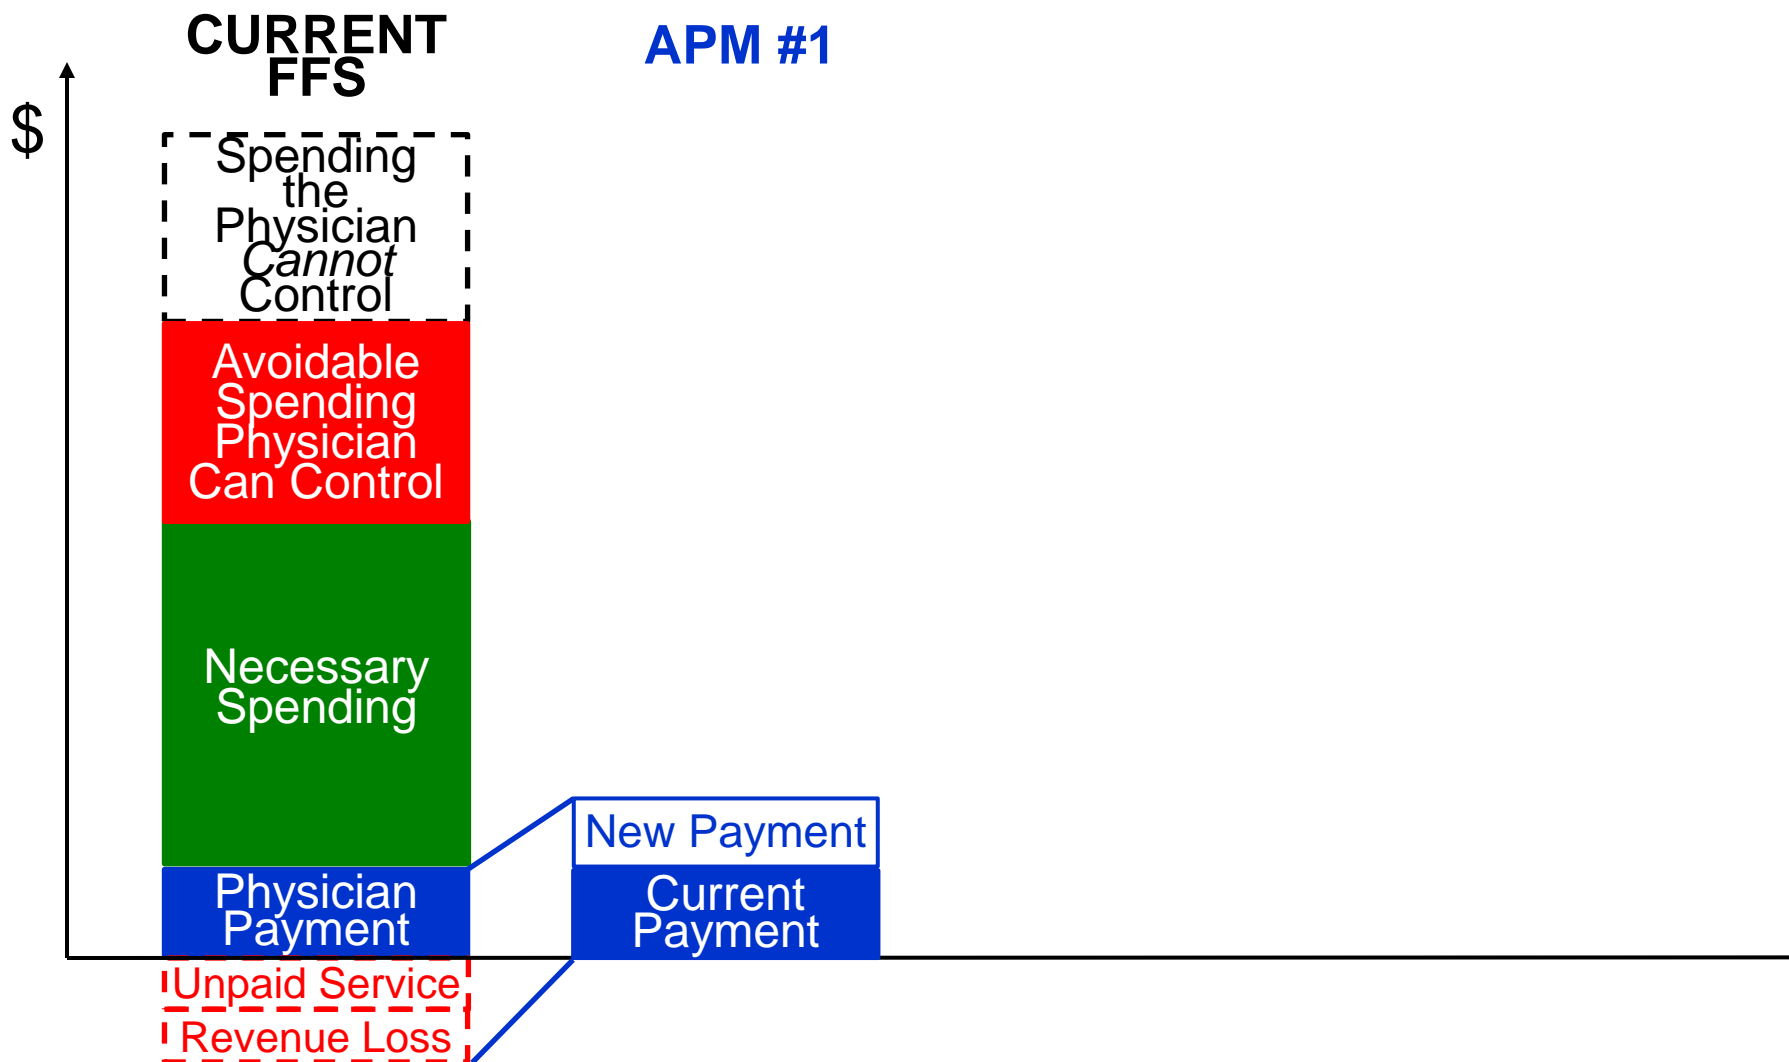 CURRENT
FFS
APM #1
$
Spending
the
Physician
Cannot
Control
Avoidable
Spending
Physician
Can Control
Necessary
Spending
New Payment
Physician
Payment
Current
Payment
Unpaid Service
Revenue Loss